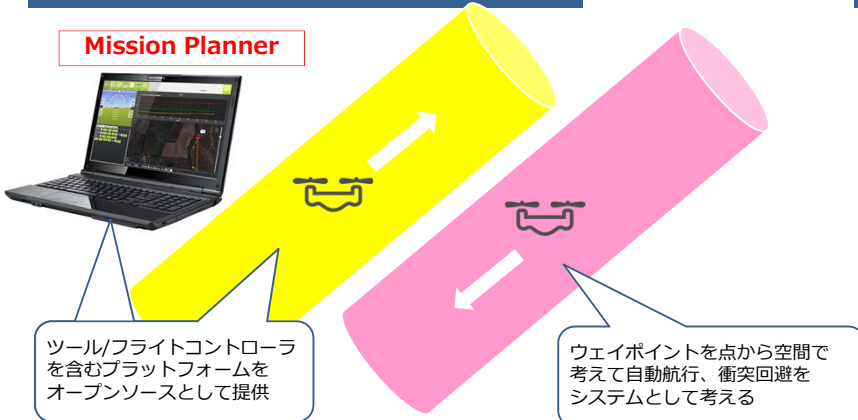 Mission Planner
ツール/フライトコントローラ
を含むプラットフォームを
オープンソースとして提供
ウェイポイントを点から空間で
考えて自動航行、衝突回避を
システムとして考える